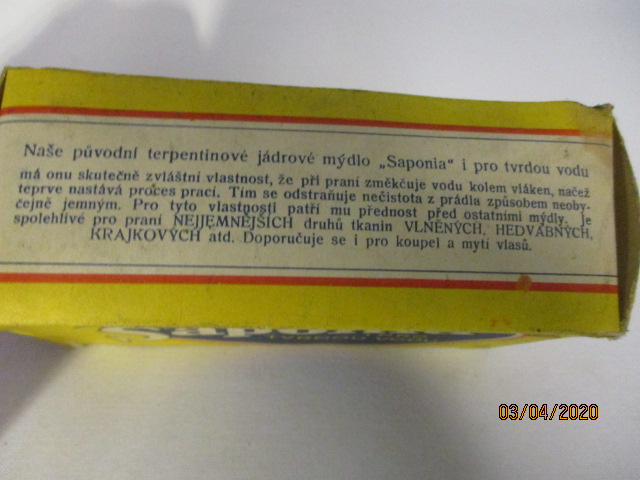 Naše původní terpentinové jádrové mýdlo „Saponia" i pro tvrdou vodu
má onu skutečně zvláštní vlastnost, že při praní změkčuje vodu kolem vláken, načež
teprve nastává proces prací. Tím se odstraňuje nečistota z prádla způsobem neoby-
čejně jemným. Pro tyto vlastnosti patří mu přednost před ostatními mýdly. Je
spolehlivé pro praní NEJJEMNĚJŠÍCH druhů tkanin VLNĚNÝCH, HEDVÁBNÝCH,
KRAJKOVÝCH atd. Doporučuje se i pro koupel a mytí vlasů.
03/04/2020